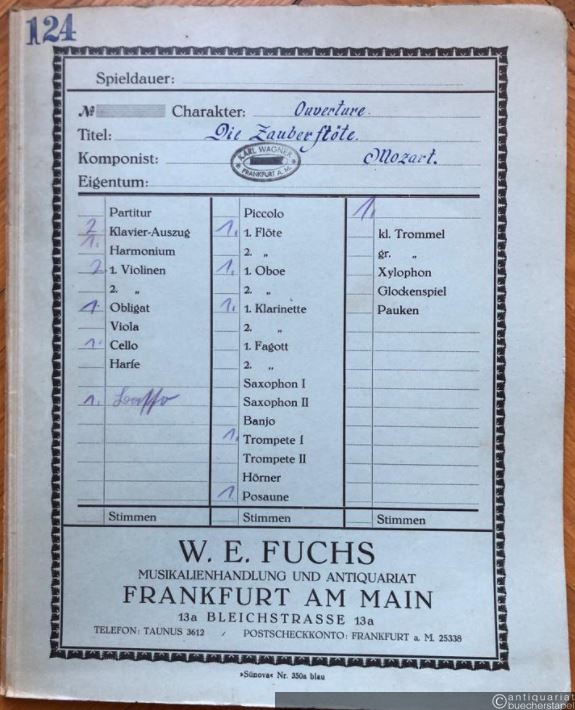 124
Spieldauer:
№ Charakter: Ouverture.
Titel: Die Zauberflöte.
Komponist: Mozart.
KARL WAGNER
FRANKFURT A. M.
Eigentum:
Partitur
2 Klavier-Auszug
1. Harmonium
2 1. Violinen
2. „
1. Obligat
Viola
1. Cello
Harfe
1.
Stimmen
Piccolo
1. 1. Flöte
2. „
1. 1. Oboe
2. „
1. 1. Klarinette
2. „
1. Fagott
2. „
Saxophon I
Saxophon II
Banjo
1. Trompete I
Trompete II
Hörner
1 Posaune
Stimmen
1.
kl. Trommel
gr. „
Xylophon
Glockenspiel
Pauken
Stimmen
W. E. FUCHS
MUSIKALIENHANDLUNG UND ANTIQUARIAT
FRANKFURT AM MAIN
13a BLEICHSTRASSE 13a
TELEFON: TAUNUS 3612 / POSTSCHECKKONTO: FRANKFURT a. M. 25338
»Sünova« Nr. 350a blau
©antiquariat
buecherstapel